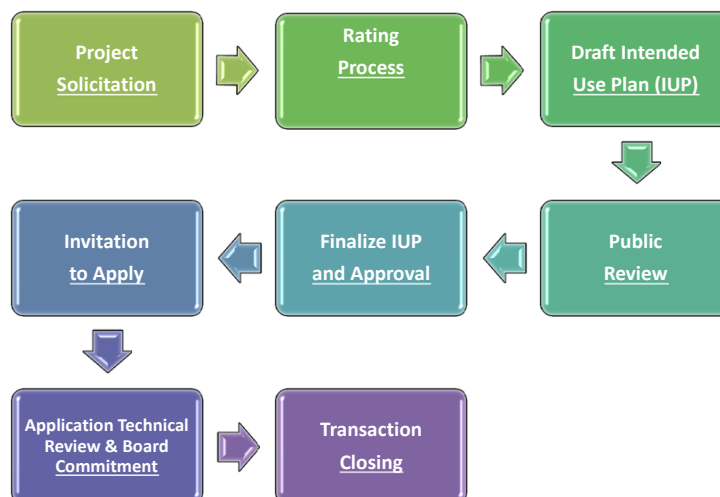 Project
Solicitation
Rating
Process
Draft Intended
Use Plan (IUP)
Public
Review
Finalize IUP
and Approval
Invitation
to Apply
Application Technical
Review & Board
Commitment
Transaction
Closing